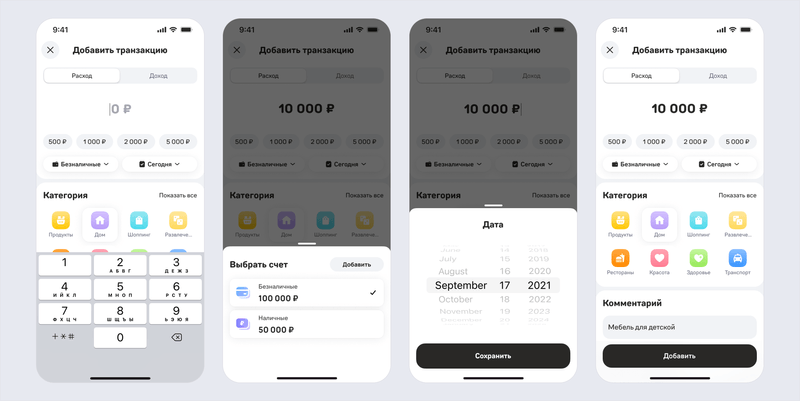 9:41
Добавить транзакцию
Расход Доход
0 ₽
500 ₽ 1 000 ₽ 2 000 ₽ 5 000 ₽
Безналичные Сегодня
Категория Показать все
Продукты Дом Шоппинг Развлече...
1 2 АБВГ 3 ДЕЖЗ
4 ИЙКЛ 5 МНОП 6 РСТУ
7 ФХЦЧ 8 ШЩЪЫ 9 ЬЭЮЯ
+*# 0
9:41
Добавить транзакцию
Расход Доход
10 000 ₽
500 ₽ 1 000 ₽ 2 000 ₽ 5 000 ₽
Безналичные Сегодня
Категория Показать все
Продукты Дом Шоппинг Развлече...
Выбрать счет Добавить
Безналичные
100 000 ₽
Наличные
50 000 ₽
9:41
Добавить транзакцию
Расход Доход
10 000 ₽
500 ₽ 1 000 ₽ 2 000 ₽ 5 000 ₽
Безналичные Сегодня
Категория Показать все
Дата
June 14 2018
July 15 2019
August 16 2020
September 17 2021
October 18 2022
November 19 2023
Сохранить
9:41
Добавить транзакцию
Расход Доход
10 000 ₽
500 ₽ 1 000 ₽ 2 000 ₽ 5 000 ₽
Безналичные Сегодня
Категория Показать все
Продукты Дом Шоппинг Развлече...
Рестораны Красота Здоровье Транспорт
Комментарий
Мебель для детской
Добавить